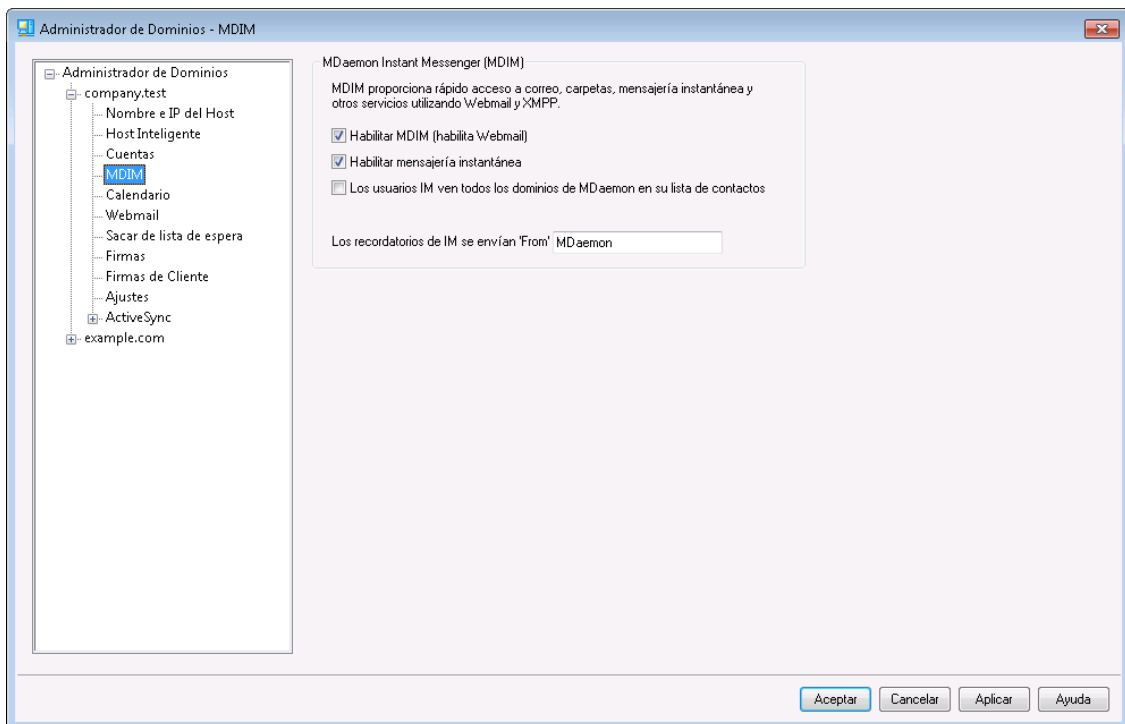 Administrador de Dominios - MDIM
Administrador de Dominios
company.test
Nombre e IP del Host
Host Inteligente
Cuentas
MDIM
Calendario
Webmail
Sacar de lista de espera
Firmas
Firmas de Cliente
Ajustes
ActiveSync
example.com
MDaemon Instant Messenger (MDIM)
MDIM proporciona rápido acceso a correo, carpetas, mensajería instantánea y
otros servicios utilizando Webmail y XMPP.
Habilitar MDIM (habilita Webmail)
Habilitar mensajería instantánea
Los usuarios IM ven todos los dominios de MDaemon en su lista de contactos
Los recordatorios de IM se envían 'From' MDaemon
Aceptar Cancelar Aplicar Ayuda